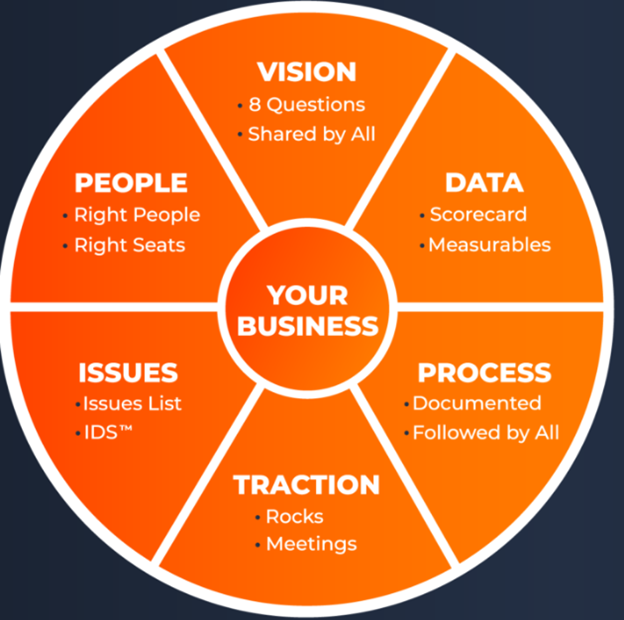 VISION
• 8 Questions
• Shared by All
DATA
• Scorecard
• Measurables
PROCESS
• Documented
• Followed by All
TRACTION
• Rocks
• Meetings
ISSUES
• Issues List
• IDS™
PEOPLE
• Right People
• Right Seats
YOUR
BUSINESS